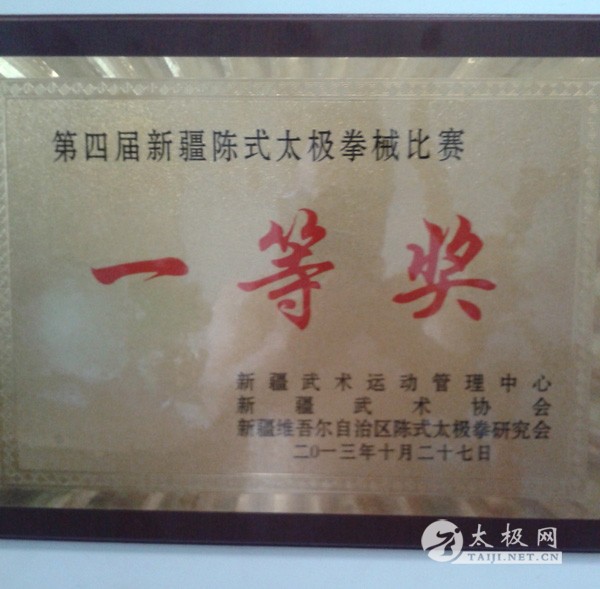 第四届新疆陈式太极拳械比赛
一等奖
新疆武术运动管理中心
新疆武术协会
新疆维吾尔自治区陈式太极拳研究会
二0一三年十月二十七日
太极网
TAIJI.NET.CN